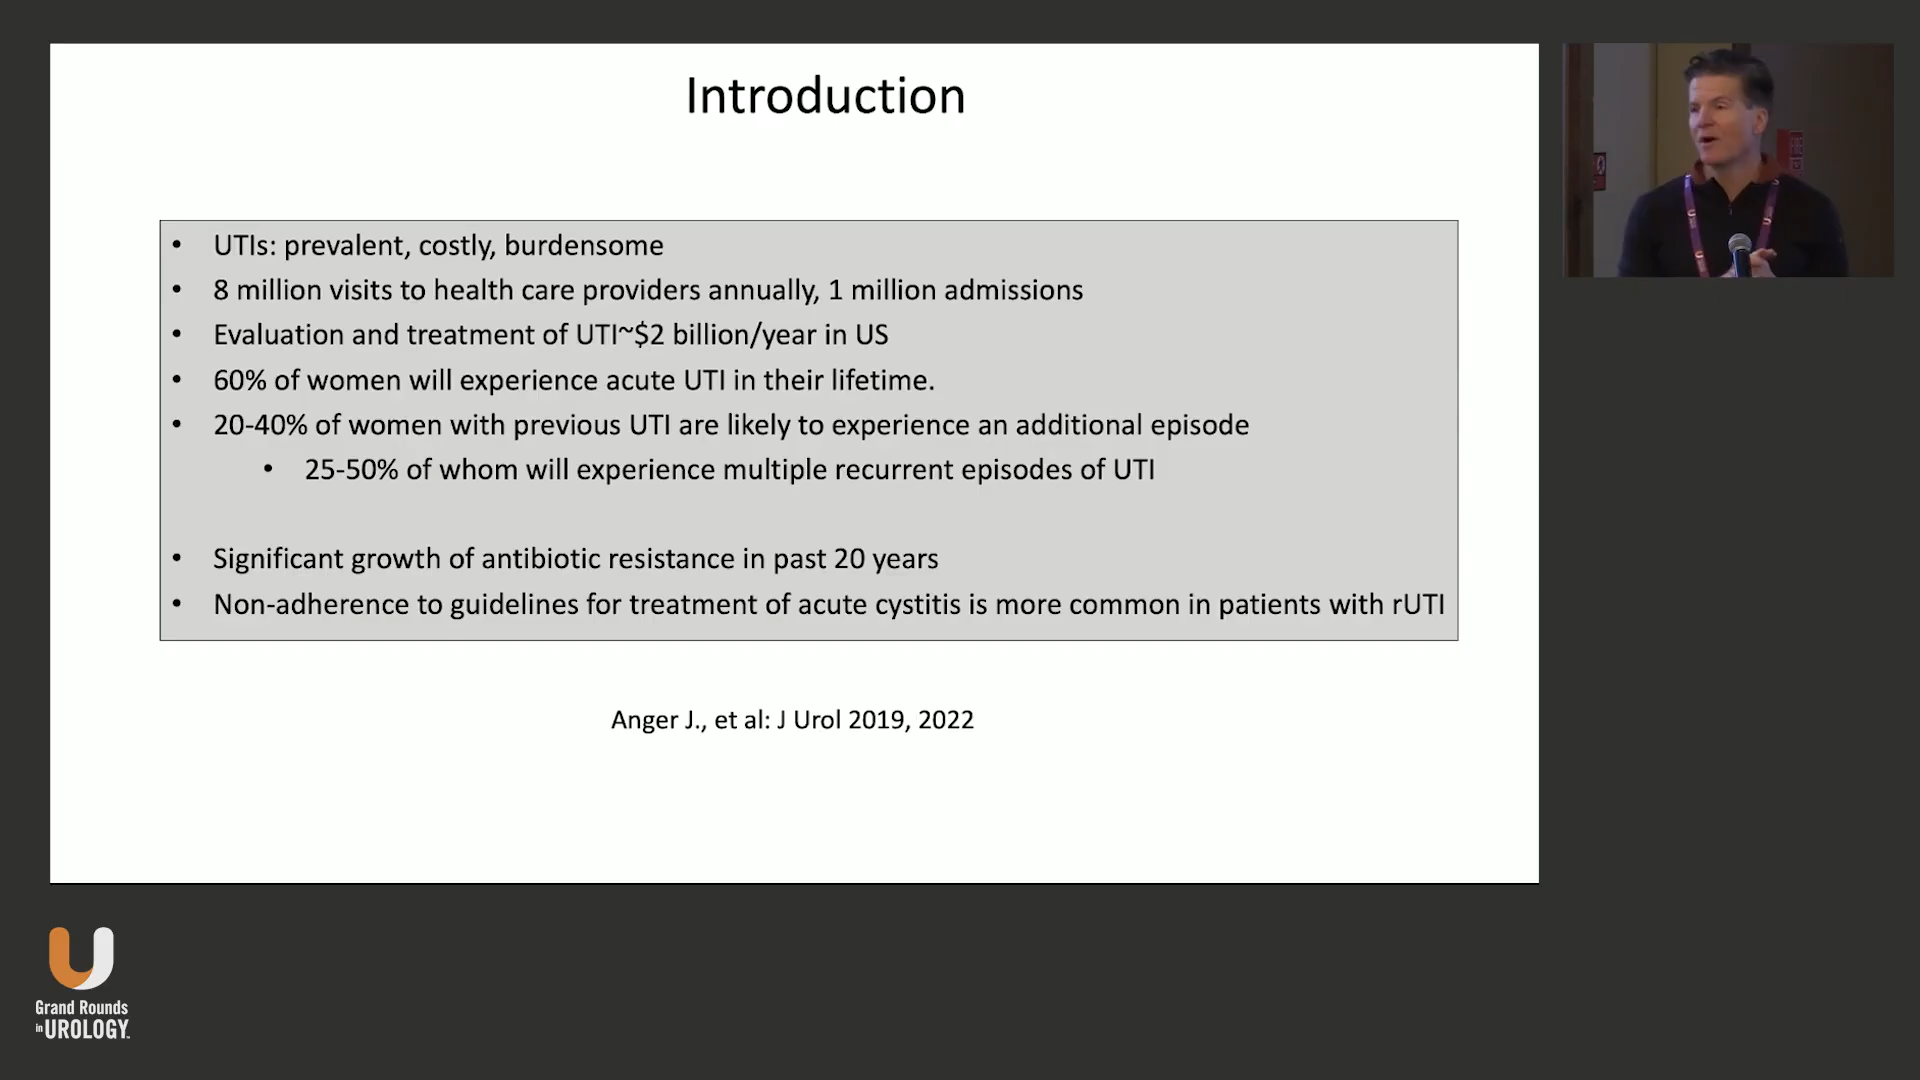 Introduction
• UTIs: prevalent, costly, burdensome
• 8 million visits to health care providers annually, 1 million admissions
• Evaluation and treatment of UTI~$2 billion/year in US
• 60% of women will experience acute UTI in their lifetime.
• 20-40% of women with previous UTI are likely to experience an additional episode
• 25-50% of whom will experience multiple recurrent episodes of UTI
• Significant growth of antibiotic resistance in past 20 years
• Non-adherence to guidelines for treatment of acute cystitis is more common in patients with rUTI
Anger J., et al: J Urol 2019, 2022
Grand Rounds
in UROLOGY